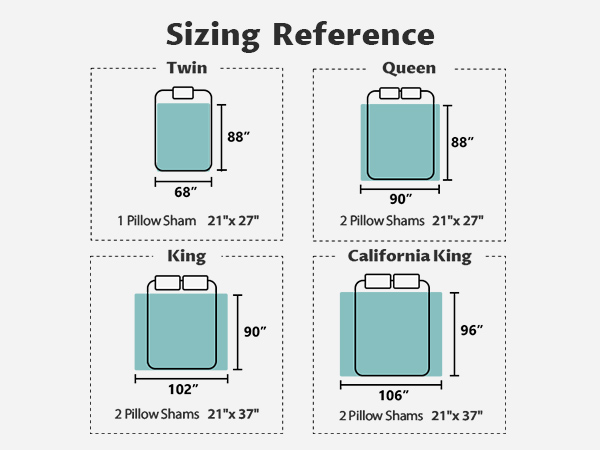 Sizing Reference
Twin
88”
68”
1 Pillow Sham 21"x 27"
Queen
88”
90”
2 Pillow Shams 21"x 27"
King
90”
102”
2 Pillow Shams 21"x 37"
California King
96”
106”
2 Pillow Shams 21"x 37"